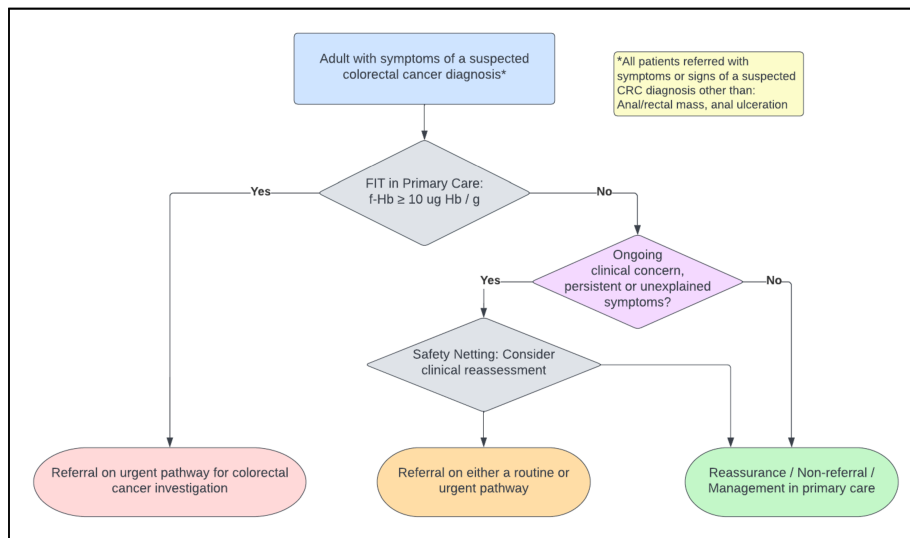 Adult with symptoms of a suspected
colorectal cancer diagnosis*
*All patients referred with
symptoms or signs of a suspected
CRC diagnosis other than:
Anal/rectal mass, anal ulceration
FIT in Primary Care:
f-Hb ≥ 10 ug Hb / g
Yes
No
Ongoing
clinical concern,
persistent or unexplained
symptoms?
Yes
No
Safety Netting: Consider
clinical reassessment
Referral on urgent pathway for colorectal
cancer investigation
Referral on either a routine or
urgent pathway
Reassurance / Non-referral /
Management in primary care